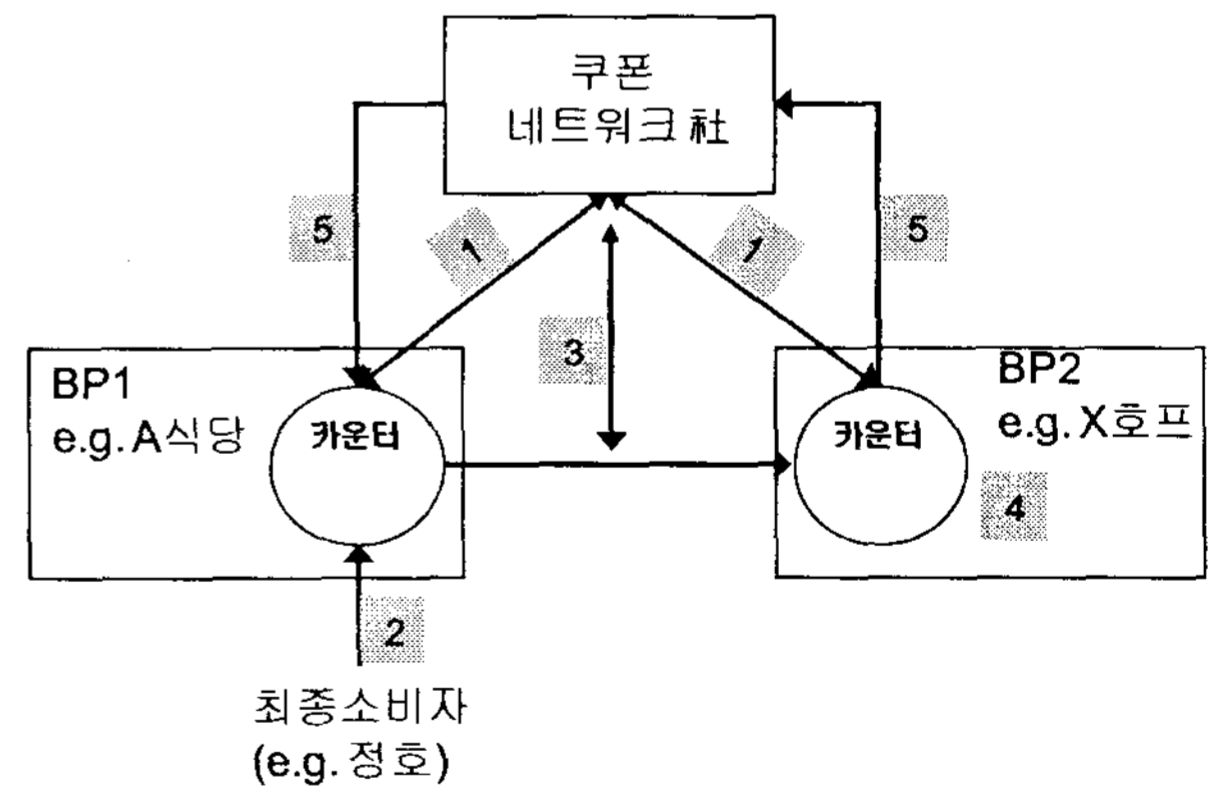 쿠폰
네트워크 社
5
1
1
5
3
BP1
e.g. A식당
카운터
카운터
BP2
e.g. X호프
4
2
최종소비자
(e.g. 정호)